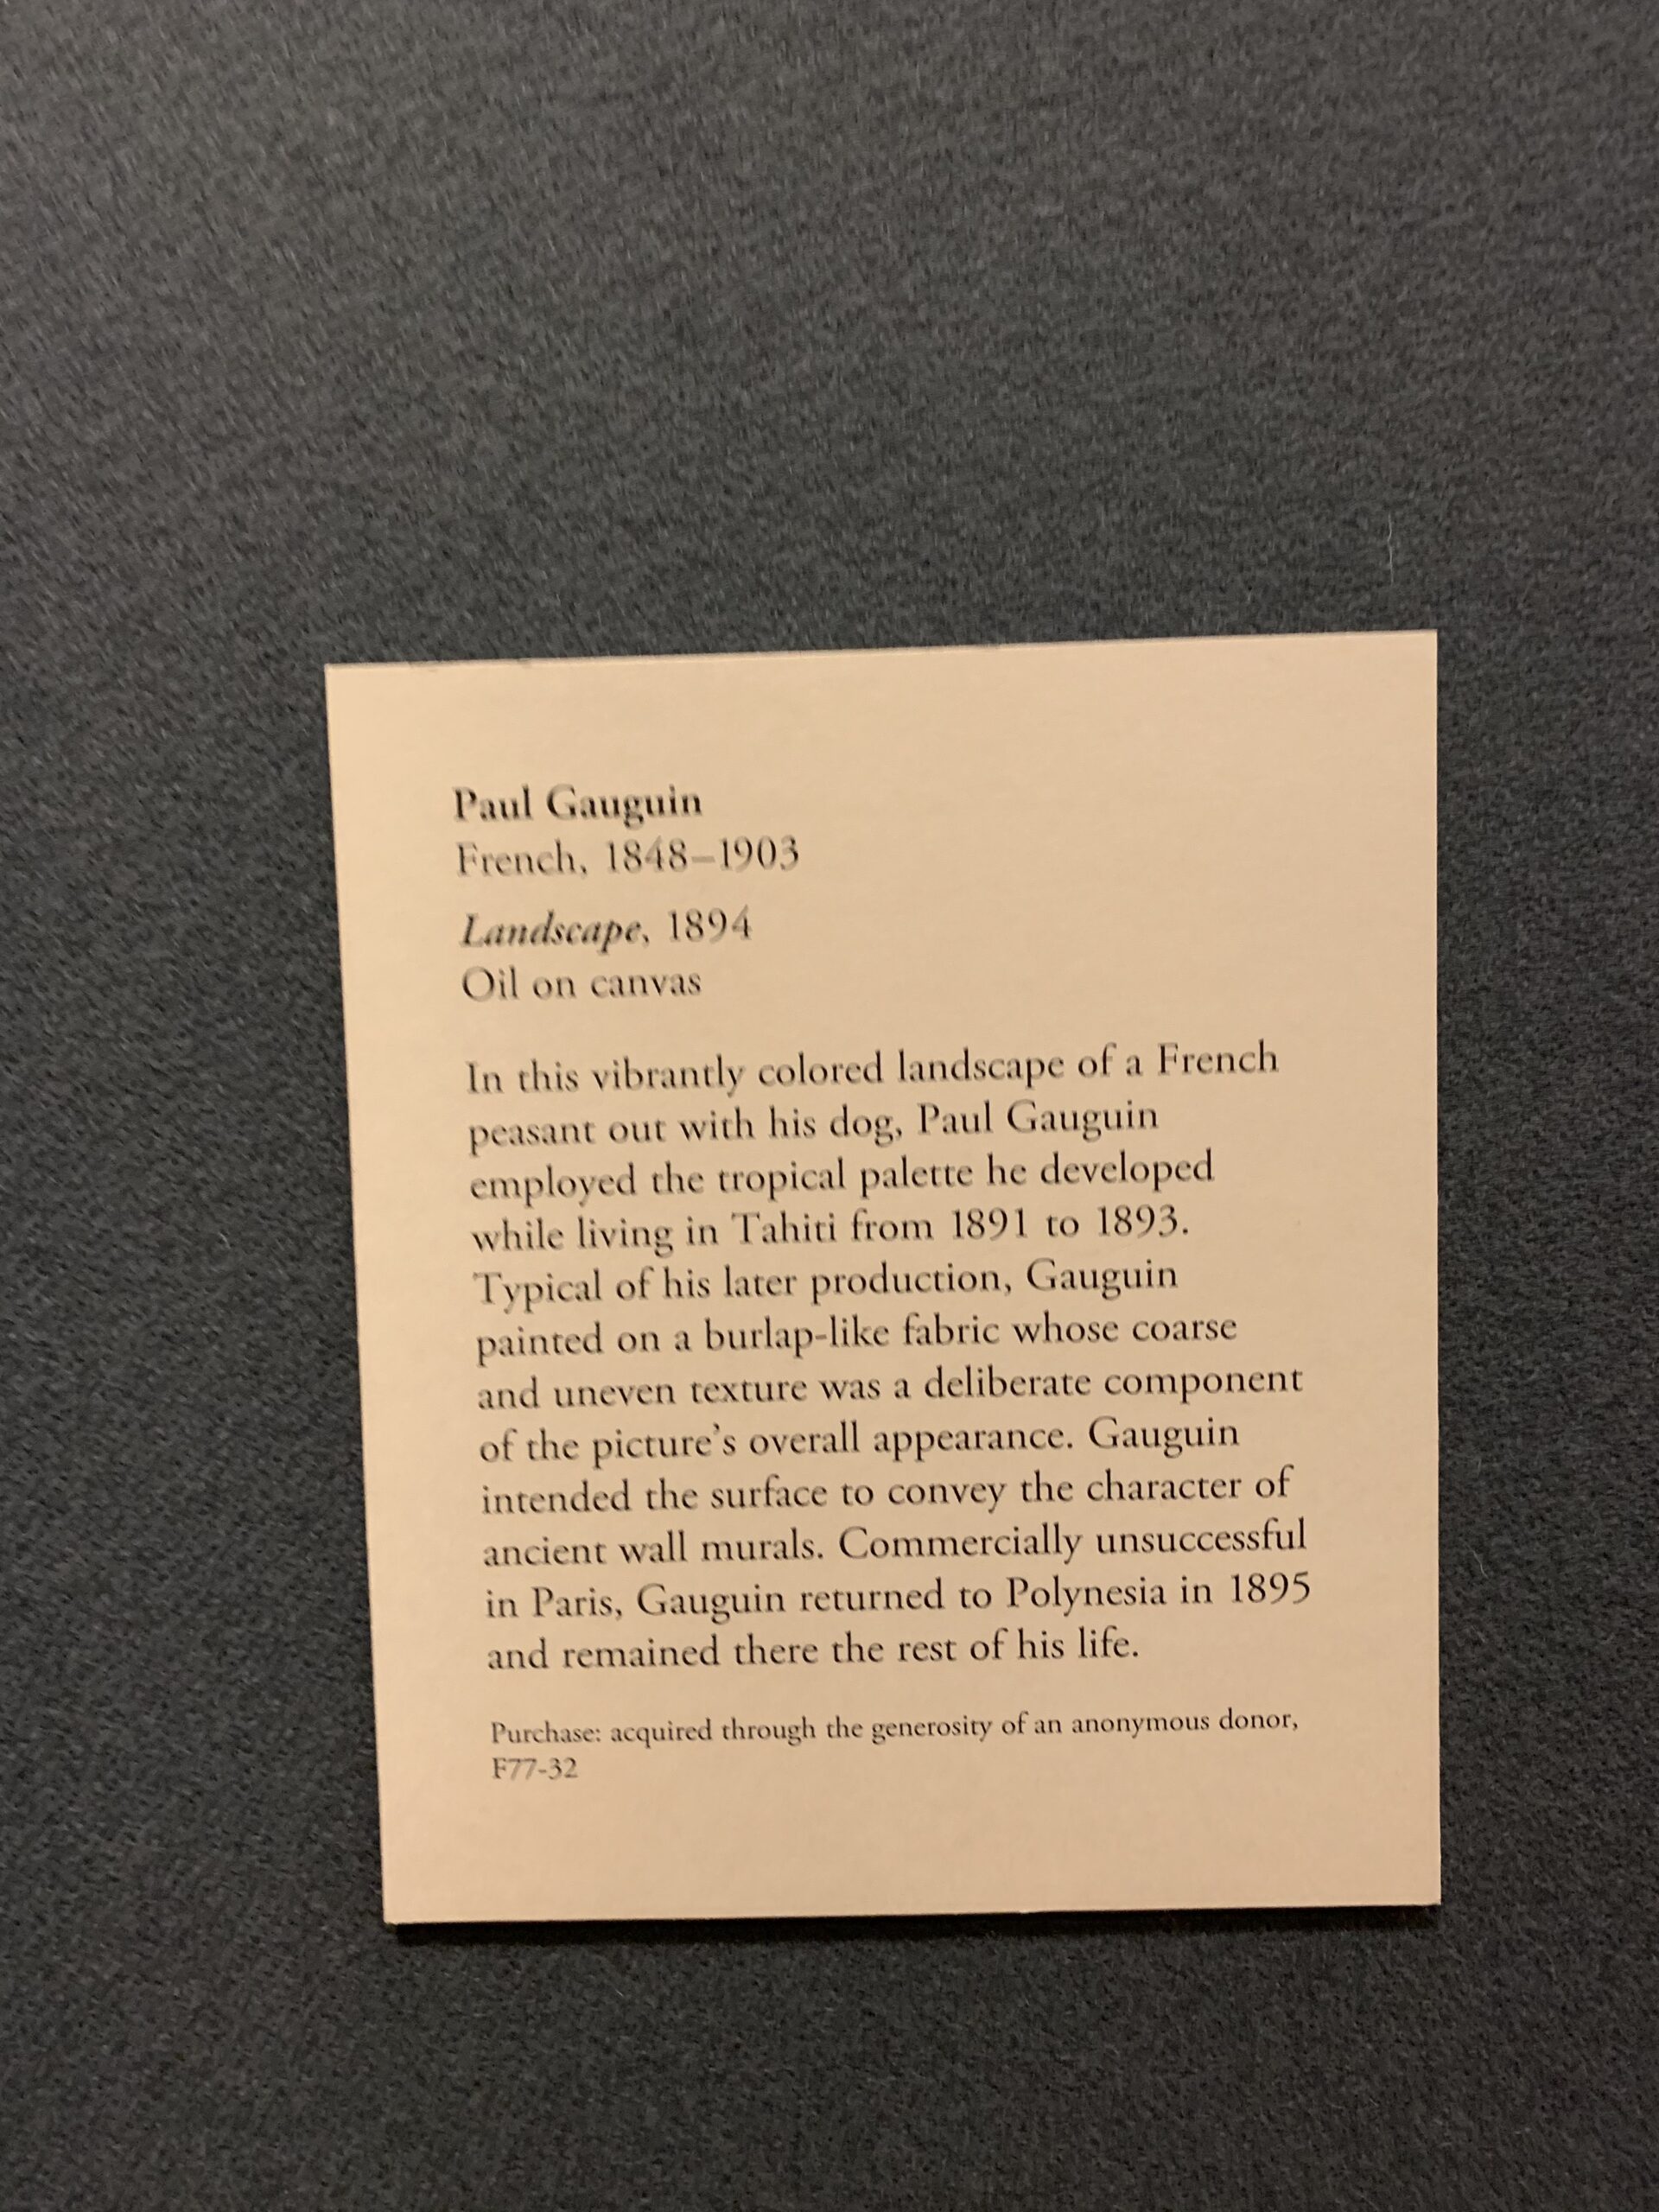 Paul Gauguin
French, 1848–1903
Landscape, 1894
Oil on canvas
In this vibrantly colored landscape of a French
peasant out with his dog, Paul Gauguin
employed the tropical palette he developed
while living in Tahiti from 1891 to 1893.
Typical of his later production, Gauguin
painted on a burlap-like fabric whose coarse
and uneven texture was a deliberate component
of the picture’s overall appearance. Gauguin
intended the surface to convey the character of
ancient wall murals. Commercially unsuccessful
in Paris, Gauguin returned to Polynesia in 1895
and remained there the rest of his life.
Purchase: acquired through the generosity of an anonymous donor,
F77-32